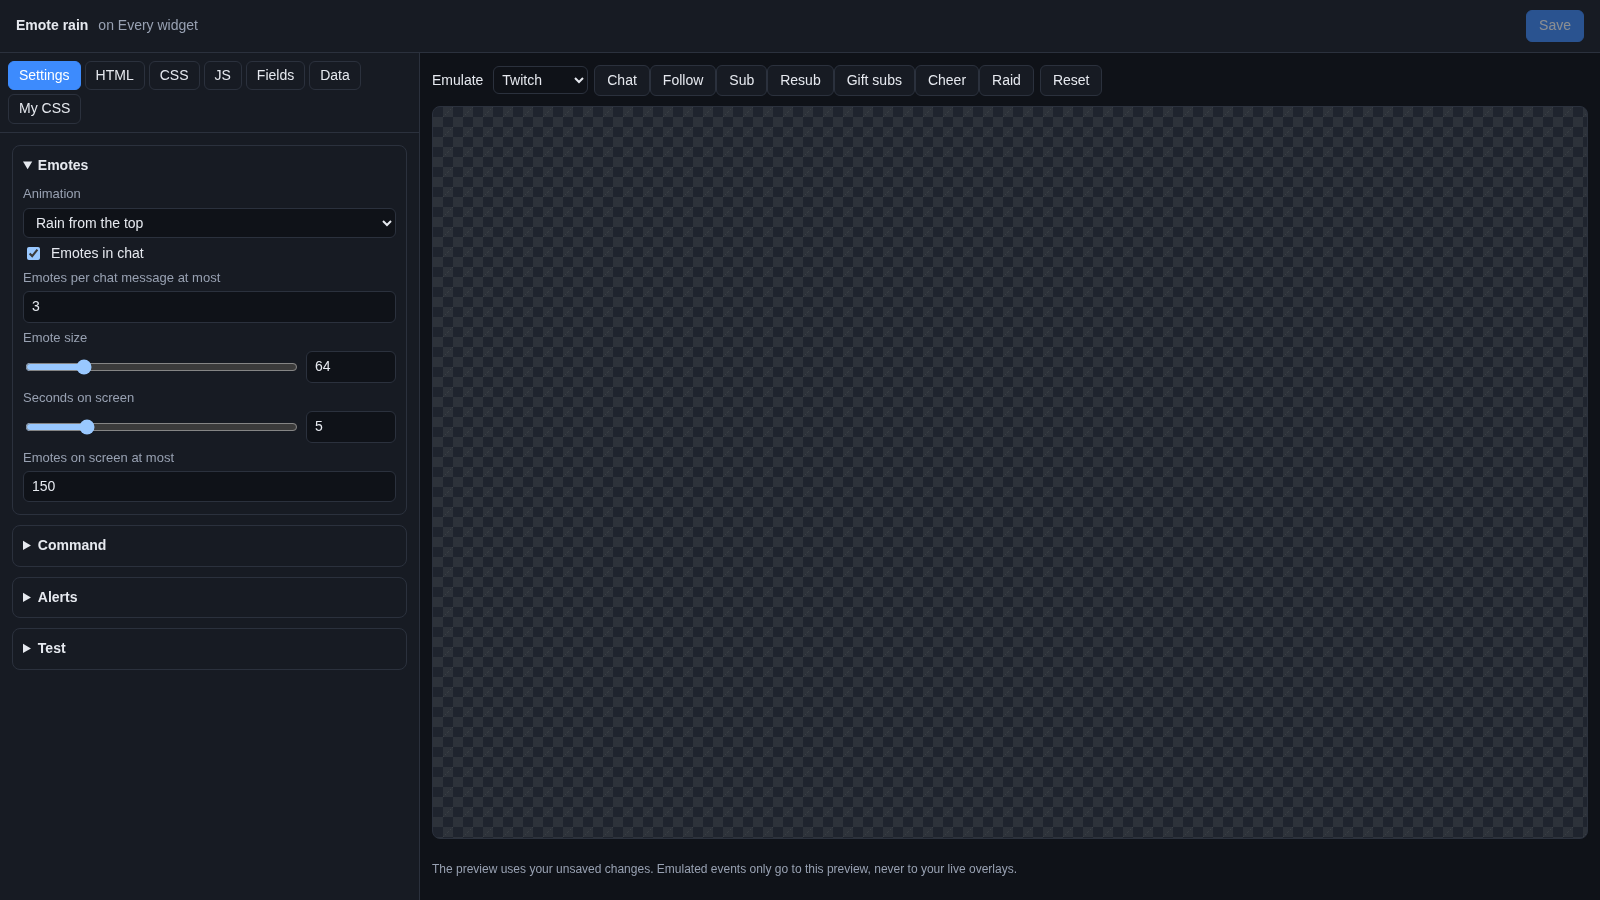 Emote rain on Every widget
Save
Settings HTML CSS JS Fields Data
My CSS
Emulate Twitch Chat Follow Sub Resub Gift subs Cheer Raid Reset
Emotes
Animation
Rain from the top
Emotes in chat
Emotes per chat message at most
3
Emote size
64
Seconds on screen
5
Emotes on screen at most
150
Command
Alerts
Test
The preview uses your unsaved changes. Emulated events only go to this preview, never to your live overlays.